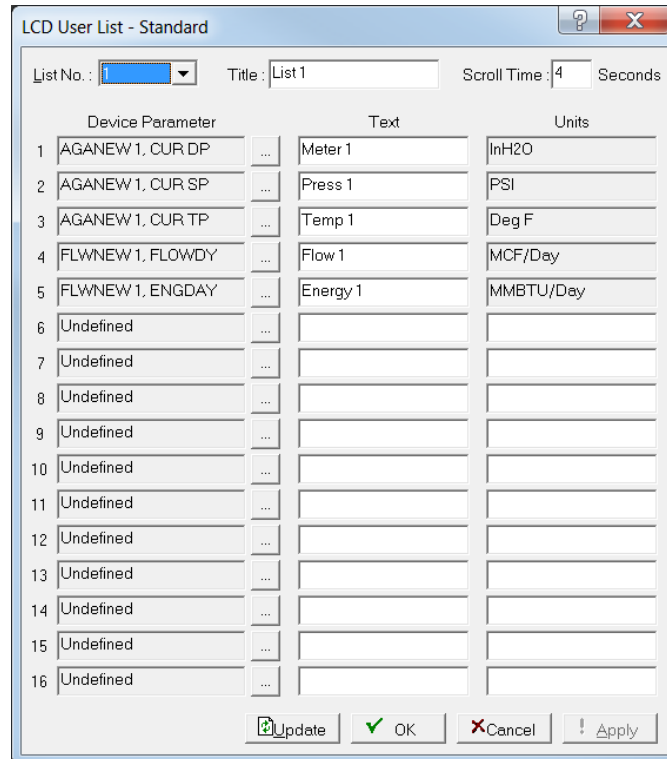 LCD User List - Standard
List No. : 1 Title : List 1 Scroll Time : 4 Seconds
Device Parameter Text Units
1 AGANEW 1, CUR DP ... Meter 1 InH2O
2 AGANEW 1, CUR SP ... Press 1 PSI
3 AGANEW 1, CUR TP ... Temp 1 Deg F
4 FLWNEW 1, FLOWDY ... Flow 1 MCF/Day
5 FLWNEW 1, ENGDAY ... Energy 1 MMBTU/Day
6 Undefined ...
7 Undefined ...
8 Undefined ...
9 Undefined ...
10 Undefined ...
11 Undefined ...
12 Undefined ...
13 Undefined ...
14 Undefined ...
15 Undefined ...
16 Undefined ...
Update OK Cancel ! Apply